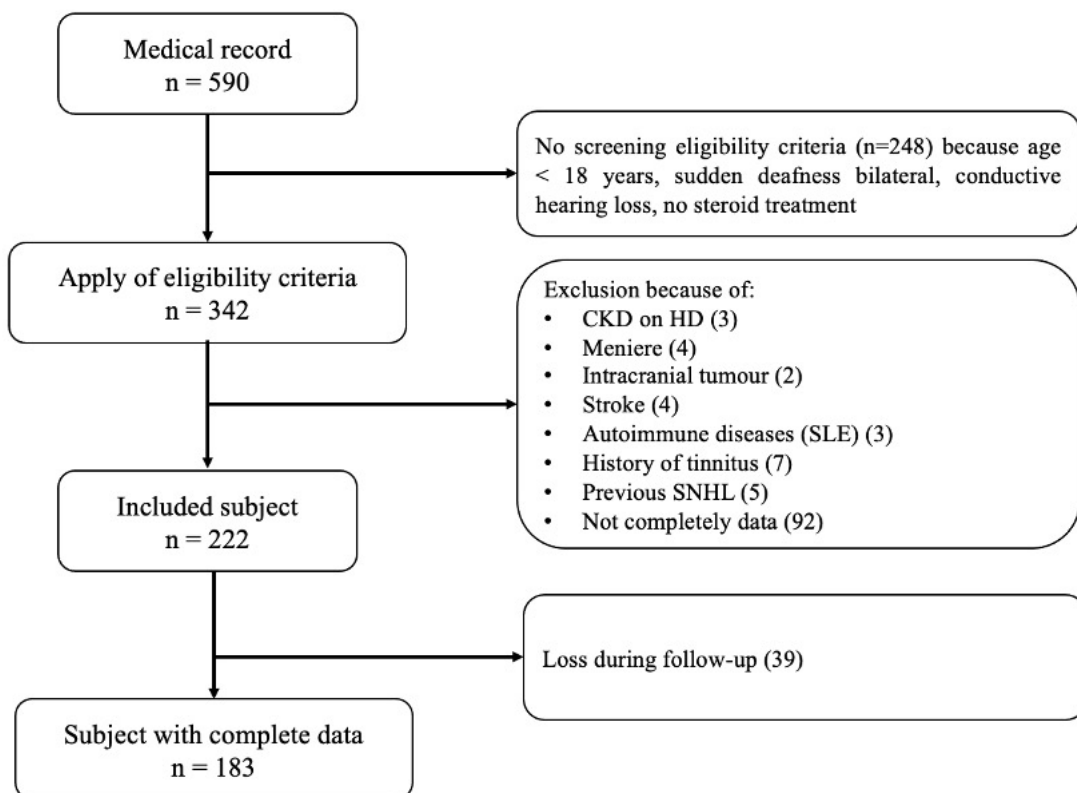 Medical record
n = 590
No screening eligibility criteria (n=248) because age
< 18 years, sudden deafness bilateral, conductive
hearing loss, no steroid treatment
Apply of eligibility criteria
n = 342
Exclusion because of:
• CKD on HD (3)
• Meniere (4)
• Intracranial tumour (2)
• Stroke (4)
• Autoimmune diseases (SLE) (3)
• History of tinnitus (7)
• Previous SNHL (5)
• Not completely data (92)
Included subject
n = 222
Loss during follow-up (39)
Subject with complete data
n = 183